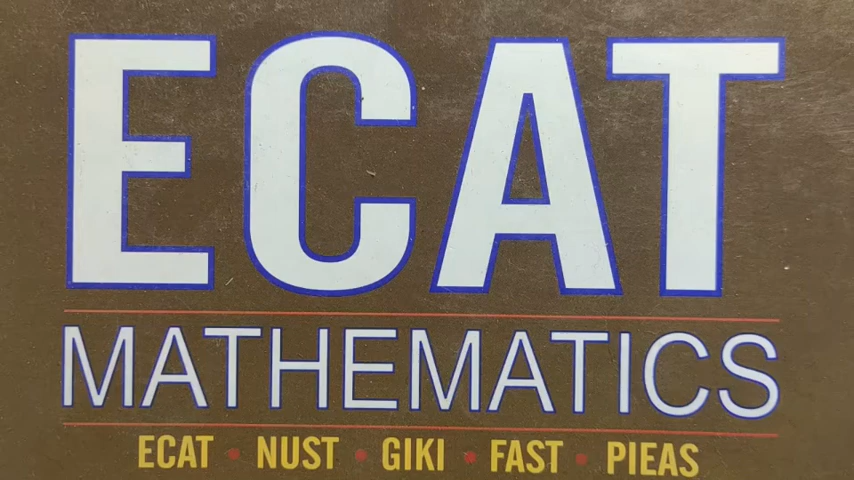 ECAT
MATHEMATICS
ECAT • NUST • GIKI • FAST • PIEAS